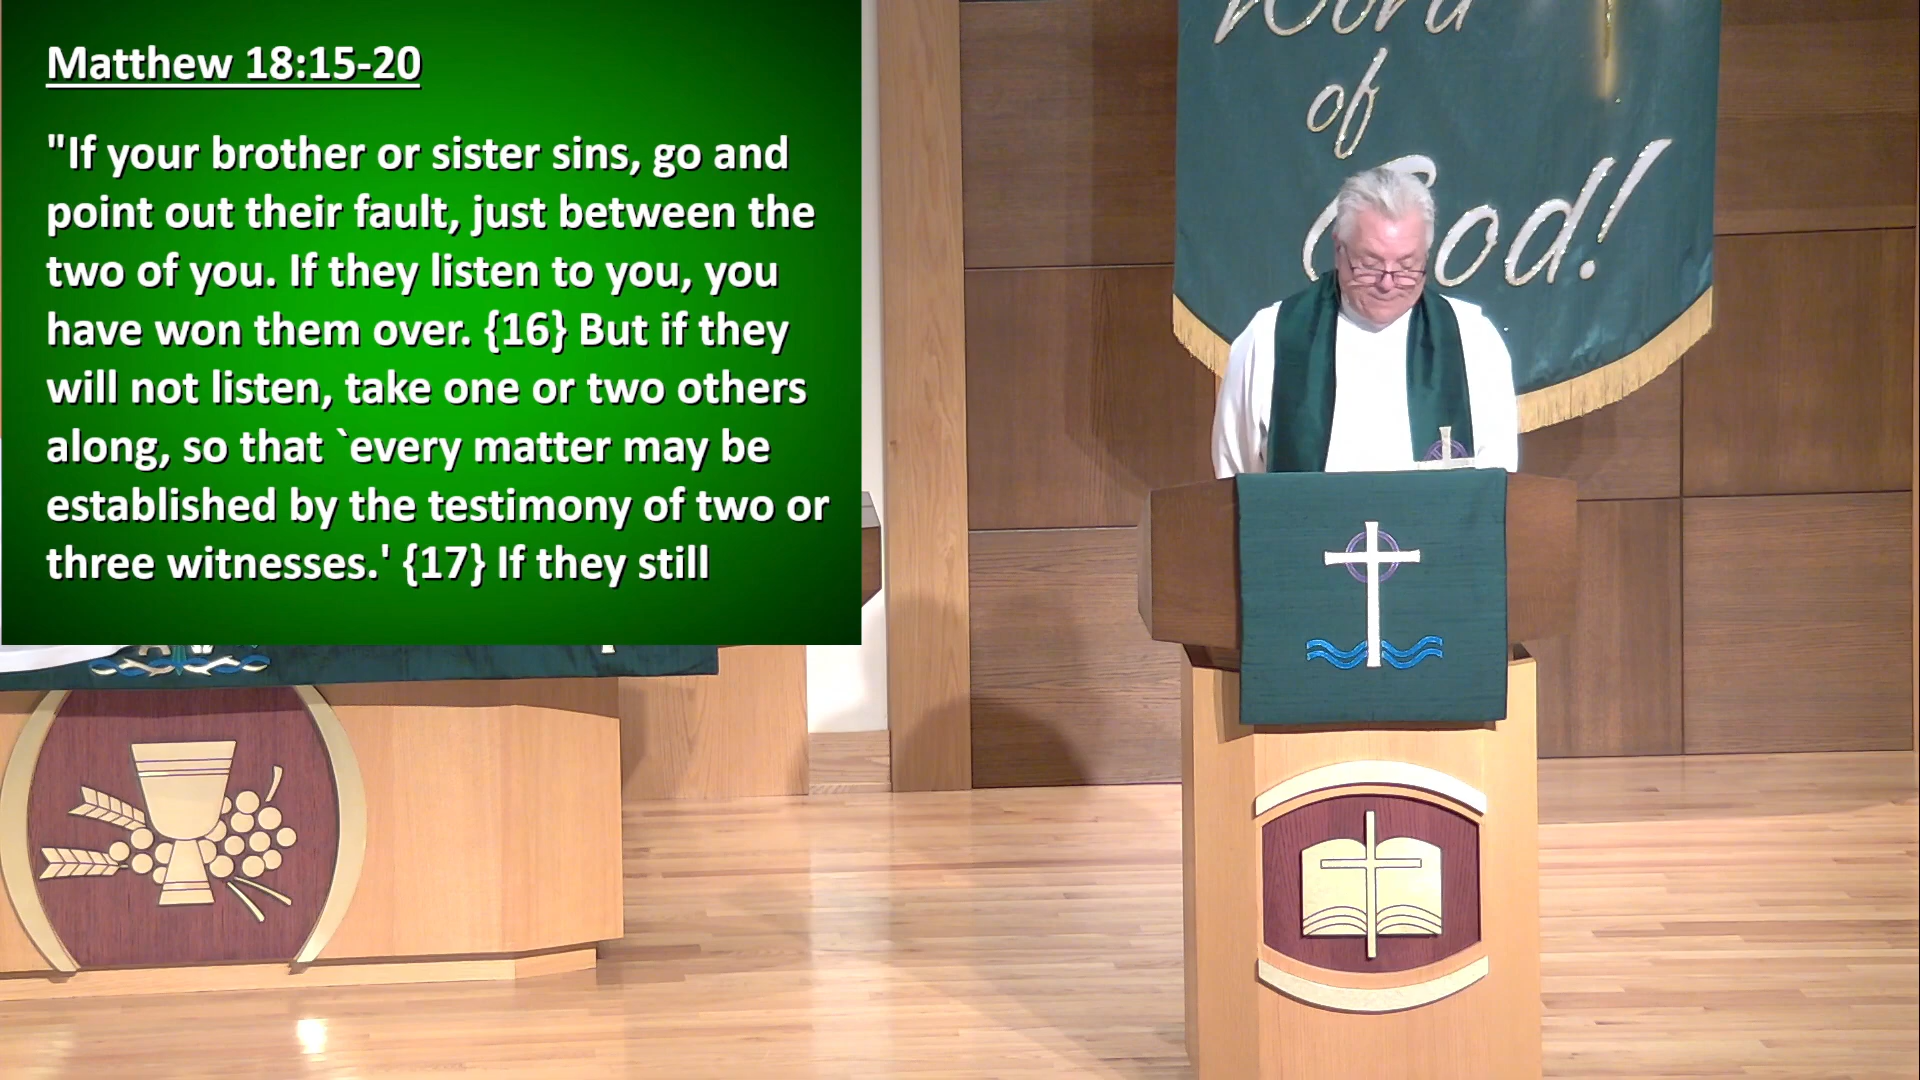 Matthew 18:15-20
"If your brother or sister sins, go and
point out their fault, just between the
two of you. If they listen to you, you
have won them over. {16} But if they
will not listen, take one or two others
along, so that `every matter may be
established by the testimony of two or
three witnesses.' {17} If they still
Word
of
God!